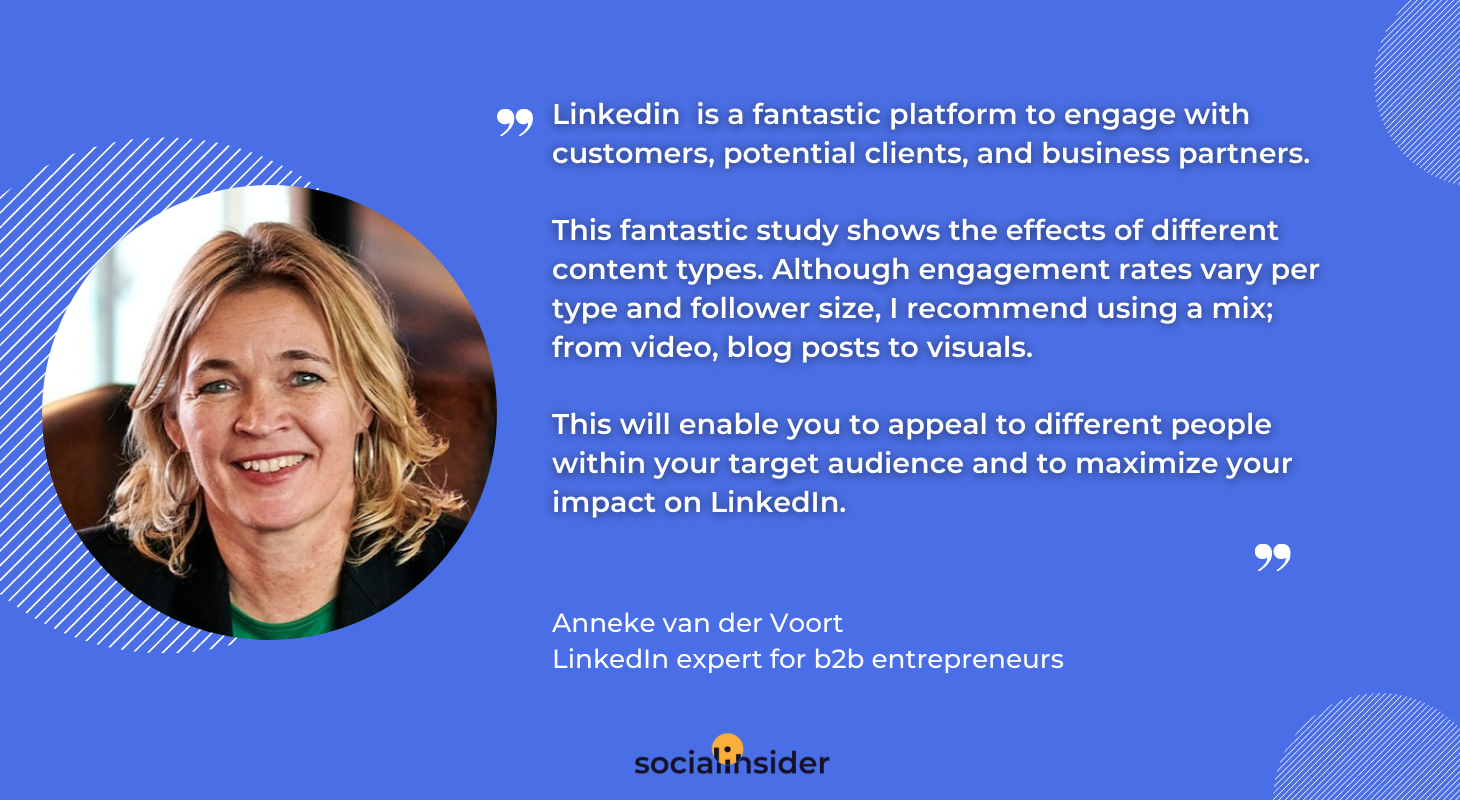 ” Linkedin  is a fantastic platform to engage with
customers, potential clients, and business partners.
This fantastic study shows the effects of different
content types. Although engagement rates vary per
type and follower size, I recommend using a mix;
from video, blog posts to visuals.
This will enable you to appeal to different people
within your target audience and to maximize your
impact on LinkedIn.
”
Anneke van der Voort
LinkedIn expert for b2b entrepreneurs
socialinsider